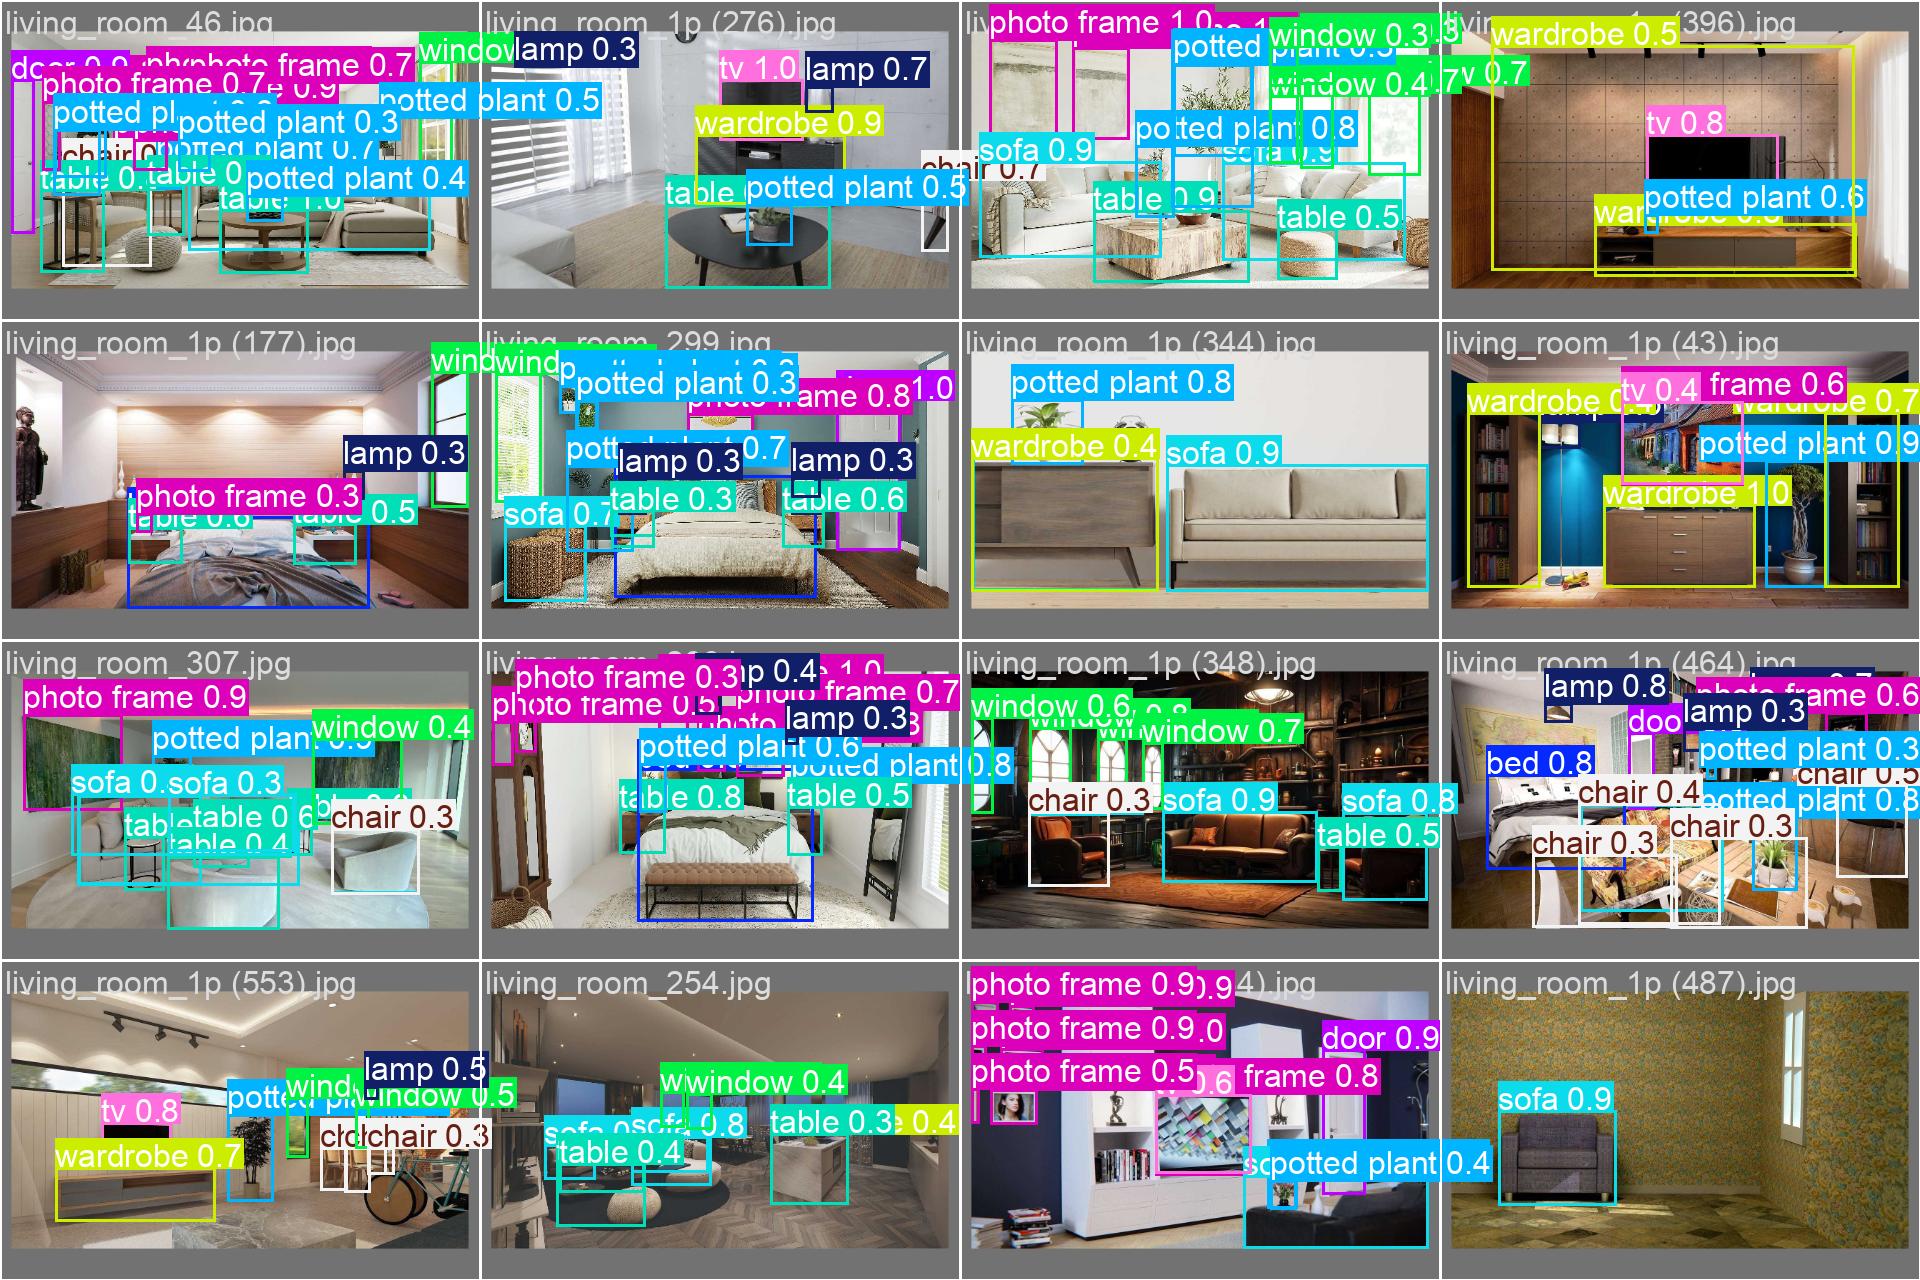 living_room_46.jpg
window
photo frame 0.7
photo frame 0.7
0.9
potted plant 0.3
potted plant 0.5
chair 0
potted plant 0.7
table 0.
table 0
potted plant 0.4
table 1.0
living_room_1p (276).jpg
lamp 0.3
tv 1.0
lamp 0.7
wardrobe 0.9
chair 0.7
table
potted plant 0.5
photo frame 1.0
potted
window 0.3
window 0.4
0.7
potted plant 0.8
sofa 0.9
sofa 0.9
table 0.9
table 0.5
(396).jpg
wardrobe 0.5
w 0.7
tv 0.8
potted plant 0.6
living_room_1p (177).jpg
wind
lamp 0.3
photo frame 0.3
table 0.6
table 0.5
living_room_299.jpg
wind
potted plant 0.3
photo frame 0.8
1.0
potted plant 0.7
lamp 0.3
lamp 0.3
table 0.3
table 0.6
sofa 0.7
living_room_1p (344).jpg
potted plant 0.8
wardrobe 0.4
sofa 0.9
living_room_1p (43).jpg
wardrobe 0.4
tv 0.4
frame 0.6
wardrobe 0.7
potted plant 0.9
wardrobe 1.0
living_room_307.jpg
photo frame 0.9
window 0.4
potted plan
sofa 0.
sofa 0.3
table 0.6
chair 0.3
table 0.4
photo frame 0.3
lamp 0.4
1.0
photo frame 0.5
photo frame 0.7
photo
lamp 0.3
potted plant 0.6
potted plant 0.8
table 0.8
table 0.5
living_room_1p (348).jpg
window 0.6
window 0.7
chair 0.3
sofa 0.9
sofa 0.8
table 0.5
living_room_1p (464).jpg
lamp 0.8
photo frame 0.6
doo
lamp 0.3
bed 0.8
potted plant 0.3
chair 0.5
chair 0.4
potted plant 0.8
chair 0.3
chair 0.3
living_room_1p (553).jpg
lamp 0.5
wind
window 0.5
tv 0.8
potte
chair 0.3
wardrobe 0.7
living_room_254.jpg
w
window 0.4
sofa 0.8
table 0.3
0.4
table 0.4
4).jpg
photo frame 0.9
0.9
photo frame 0.9
.0
door 0.9
photo frame 0.5
0.6
frame 0.8
potted plant 0.4
living_room_1p (487).jpg
sofa 0.9